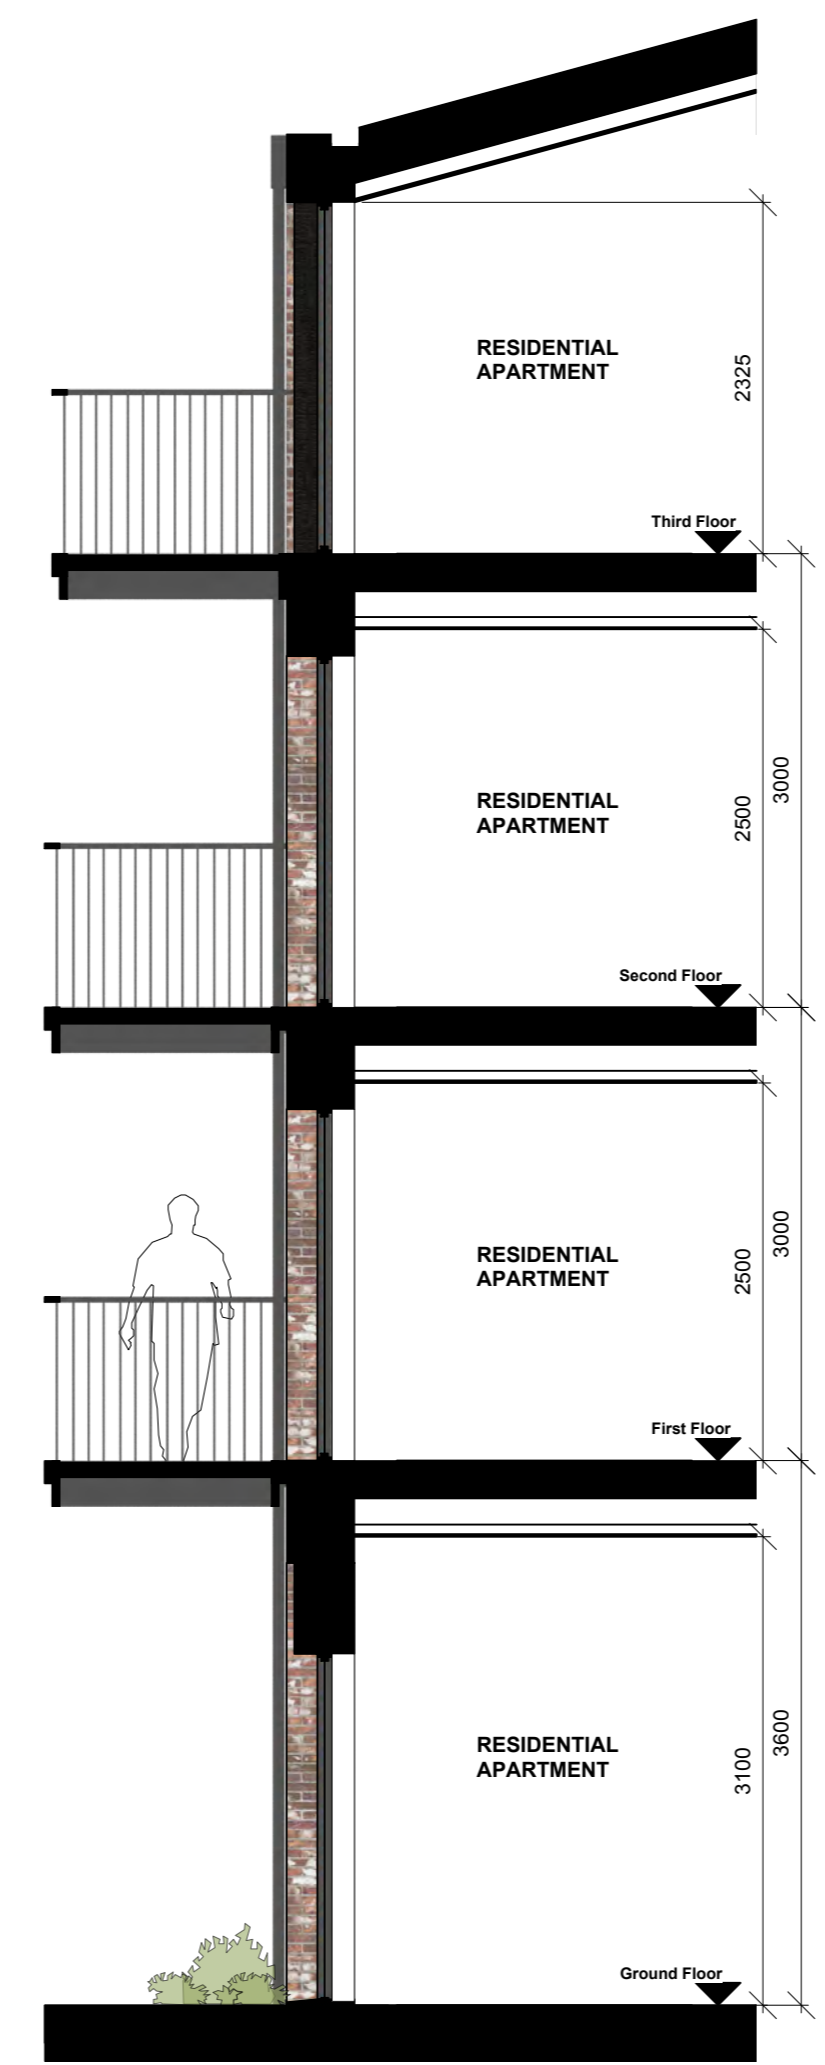 RESIDENTIAL
APARTMENT
2325
Third Floor
RESIDENTIAL
APARTMENT
2500
3000
Second Floor
RESIDENTIAL
APARTMENT
2500
3000
First Floor
RESIDENTIAL
APARTMENT
3100
3600
Ground Floor